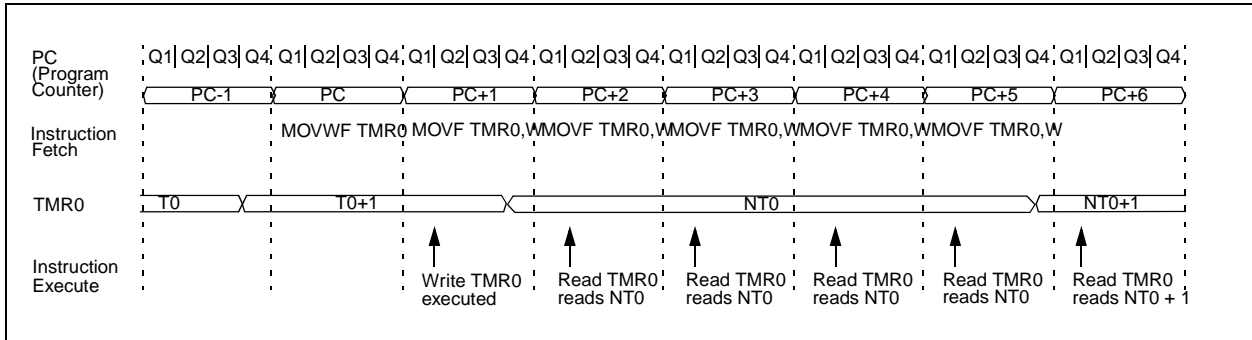 PC
(Program
Counter)
Q1 Q2 Q3 Q4 Q1 Q2 Q3 Q4 Q1 Q2 Q3 Q4 Q1 Q2 Q3 Q4 Q1 Q2 Q3 Q4 Q1 Q2 Q3 Q4 Q1 Q2 Q3 Q4 Q1 Q2 Q3 Q4
PC-1 PC PC+1 PC+2 PC+3 PC+4 PC+5 PC+6
Instruction
Fetch
MOVWF TMR0 MOVF TMR0,W MOVF TMR0,W MOVF TMR0,W MOVF TMR0,W MOVF TMR0,W
TMR0
T0 T0+1 NT0 NT0+1
Instruction
Execute
Write TMR0
executed
Read TMR0
reads NT0
Read TMR0
reads NT0
Read TMR0
reads NT0
Read TMR0
reads NT0
Read TMR0
reads NT0 + 1